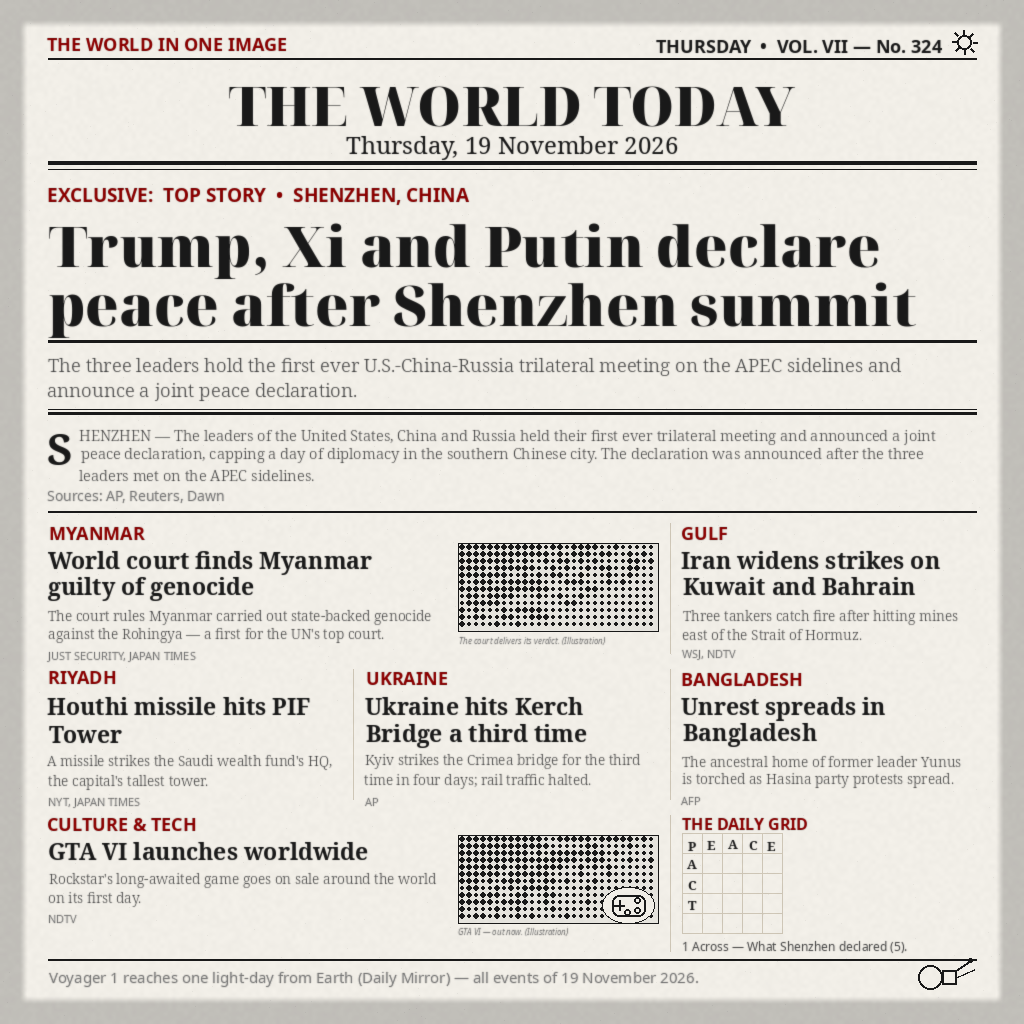 THE WORLD IN ONE IMAGE
THURSDAY • VOL. VII — No. 324
THE WORLD TODAY
Thursday, 19 November 2026
EXCLUSIVE: TOP STORY • SHENZHEN, CHINA
Trump, Xi and Putin declare
peace after Shenzhen summit
The three leaders hold the first ever U.S.-China-Russia trilateral meeting on the APEC sidelines and
announce a joint peace declaration.
SHENZHEN — The leaders of the United States, China and Russia held their first ever trilateral meeting and announced a joint
peace declaration, capping a day of diplomacy in the southern Chinese city. The declaration was announced after the three
leaders met on the APEC sidelines.
Sources: AP, Reuters, Dawn
MYANMAR
World court finds Myanmar
guilty of genocide
The court rules Myanmar carried out state-backed genocide
against the Rohingya — a first for the UN's top court.
JUST SECURITY, JAPAN TIMES
The court delivers its verdict. (Illustration)
GULF
Iran widens strikes on
Kuwait and Bahrain
Three tankers catch fire after hitting mines
east of the Strait of Hormuz.
WSJ, NDTV
RIYADH
Houthi missile hits PIF
Tower
A missile strikes the Saudi wealth fund's HQ,
the capital's tallest tower.
NYT, JAPAN TIMES
UKRAINE
Ukraine hits Kerch
Bridge a third time
Kyiv strikes the Crimea bridge for the third
time in four days; rail traffic halted.
AP
BANGLADESH
Unrest spreads in
Bangladesh
The ancestral home of former leader Yunus
is torched as Hasina party protests spread.
AFP
CULTURE & TECH
GTA VI launches worldwide
Rockstar's long-awaited game goes on sale around the world
on its first day.
NDTV
GTA VI — out now. (Illustration)
THE DAILY GRID
P E A C E
A
C
T
1 Across — What Shenzhen declared (5).
Voyager 1 reaches one light-day from Earth (Daily Mirror) — all events of 19 November 2026.